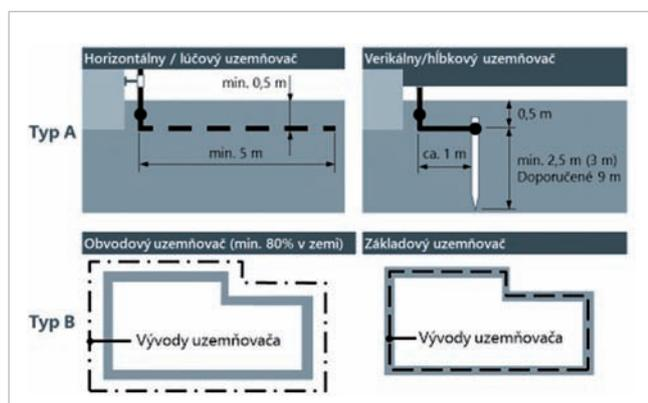 Horizontálny / lúčový uzemňovač
Verikálny/hĺbkový uzemňovač
Typ A
min. 0,5 m
min. 5 m
0,5 m
ca. 1 m
min. 2,5 m (3 m)
Doporučené 9 m
Obvodový uzemňovač (min. 80% v zemi)
Základový uzemňovač
Typ B
Vývody uzemňovača
Vývody uzemňovača